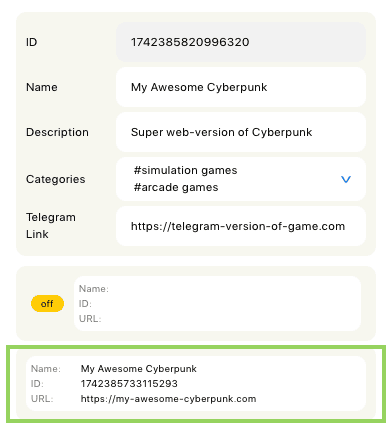 ID 1742385820996320
Name My Awesome Cyberpunk
Description Super web-version of Cyberpunk
Categories #simulation games
#arcade games
Telegram
Link https://telegram-version-of-game.com
Name:
off ID:
URL:
Name: My Awesome Cyberpunk
ID: 1742385733115293
URL: https://my-awesome-cyberpunk.com